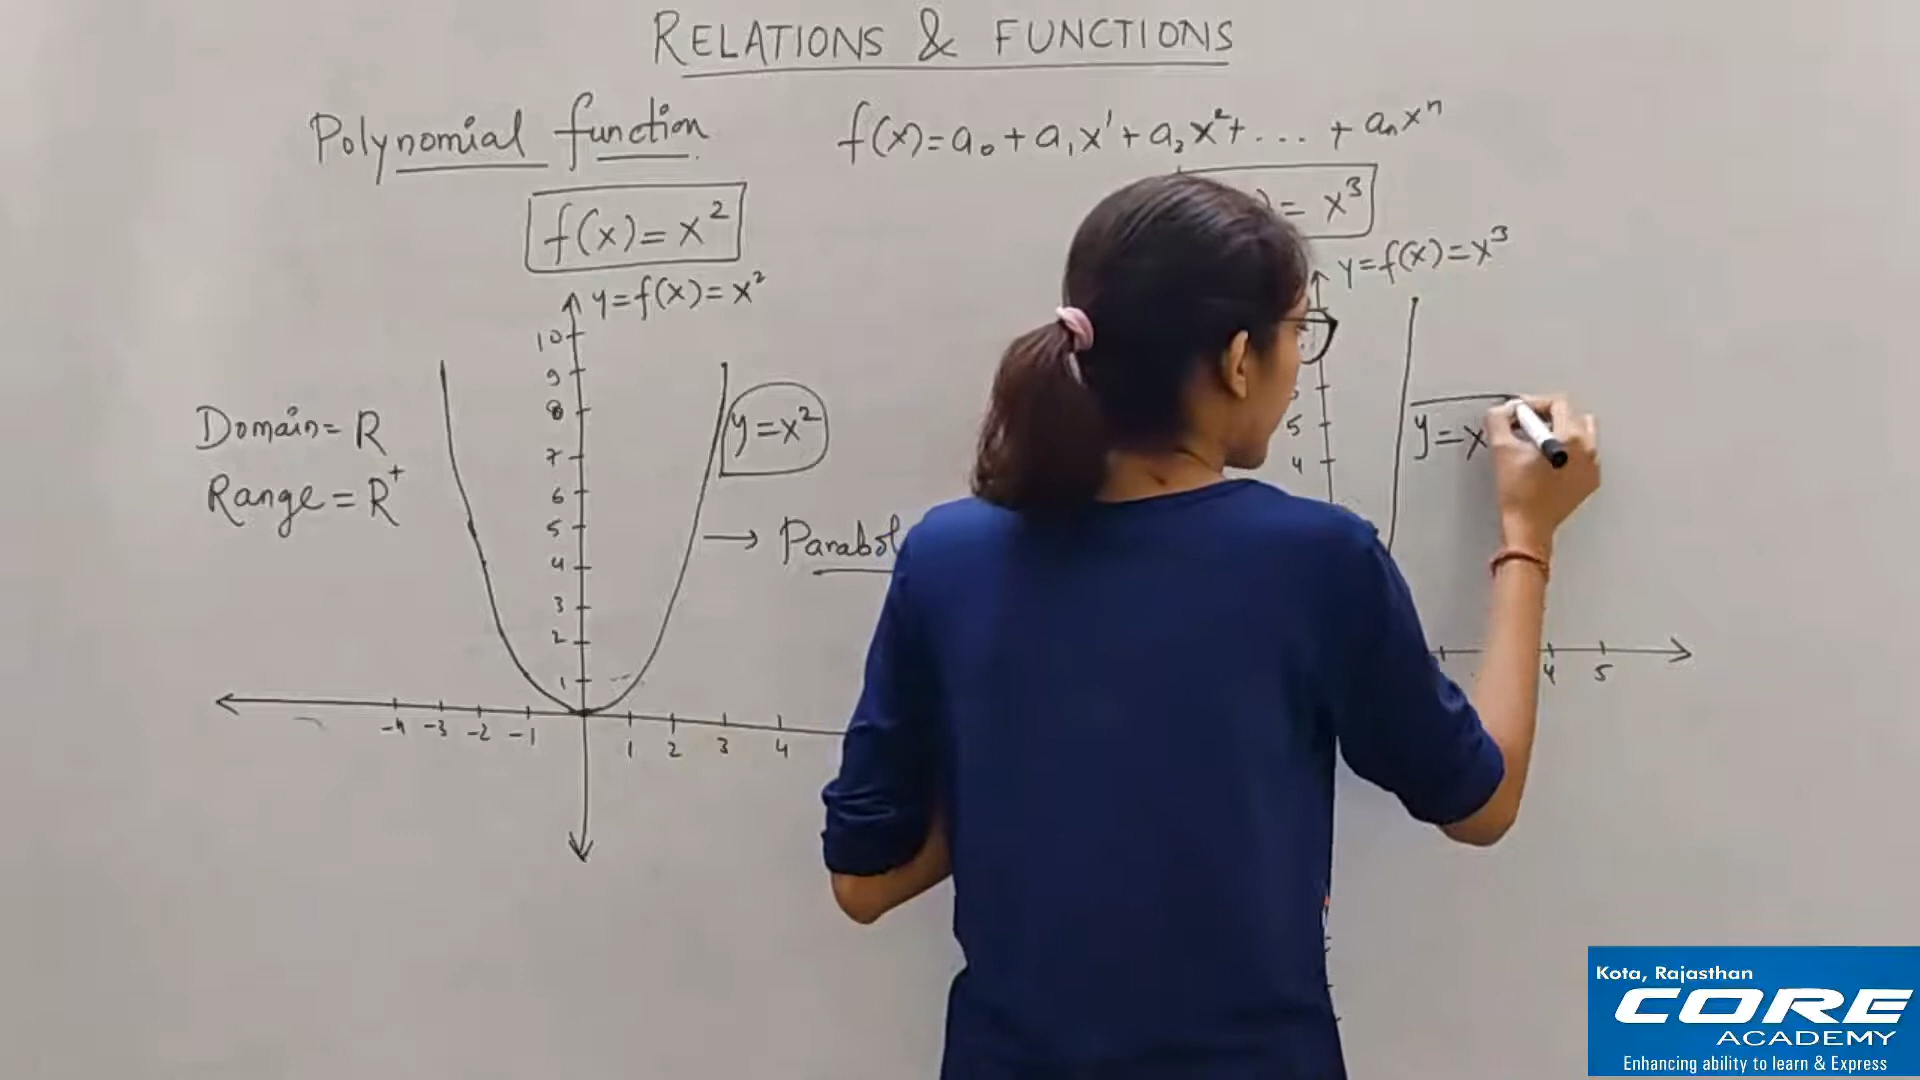 RELATIONS & FUNCTIONS
Polynomial function
f(x)=a₀+a₁x¹+a₂x²+....+aₙxⁿ
f(x)=x²
y=f(x)=x²
10
9
8
7
6
5
4
3
2
1
-4 -3 -2 -1 1 2 3 4
y=x²
Domain=R
Range=R⁺
→ Parabol
)=x³
y=f(x)=x³
5
4
y=x
4 5
Kota, Rajasthan
CORE
ACADEMY
Enhancing ability to learn & Express